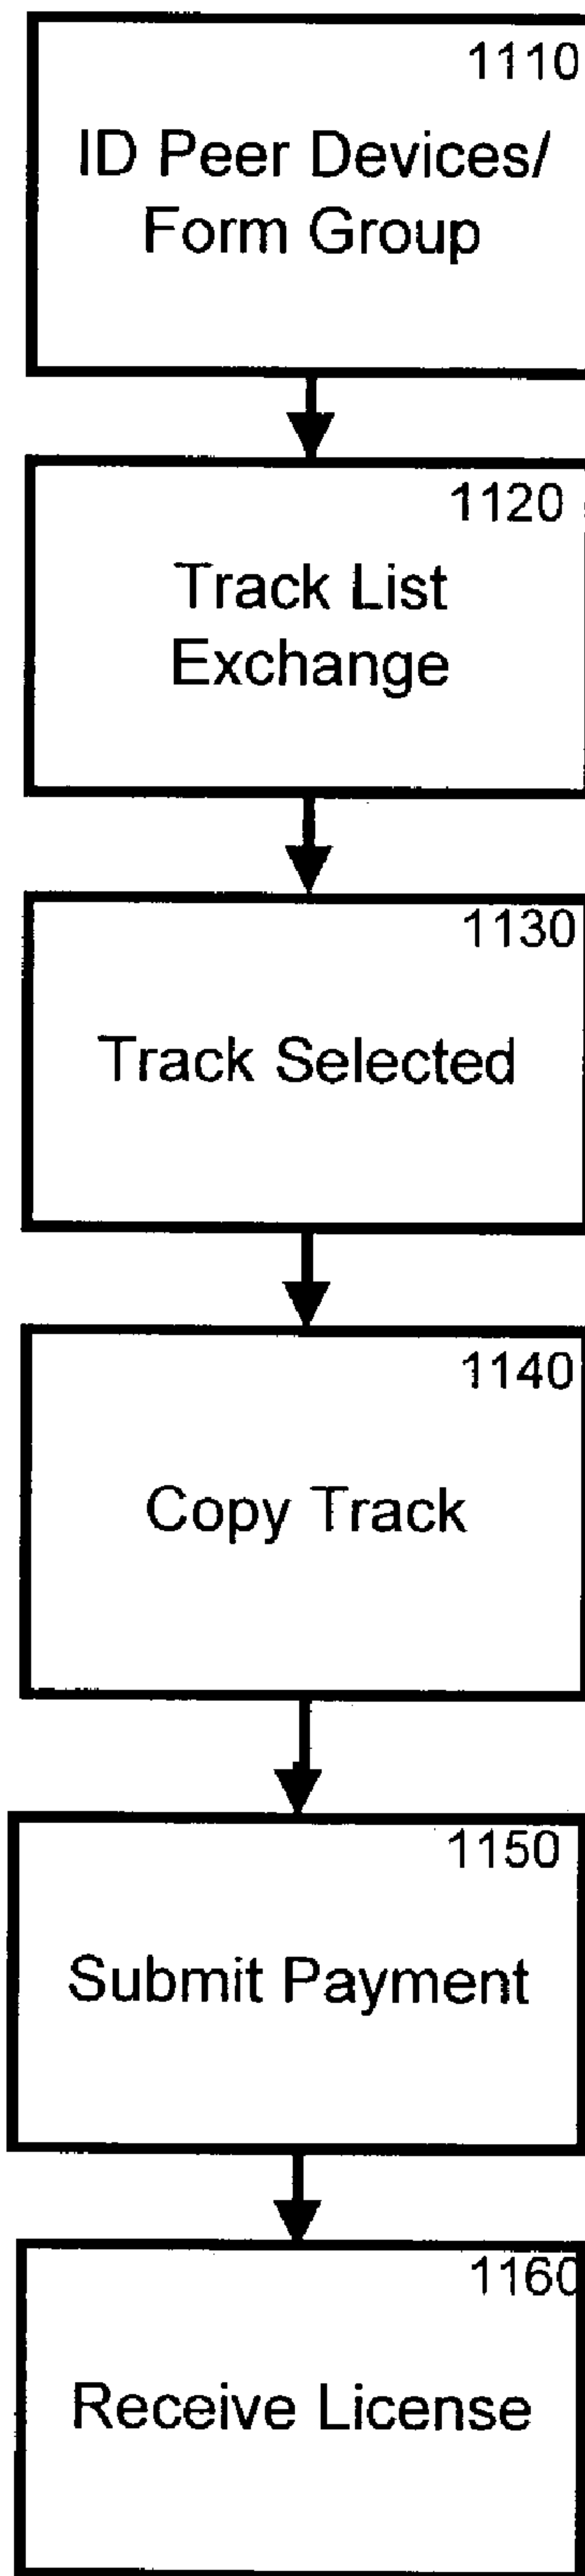 1110
ID Peer Devices/
Form Group
1120
Track List
Exchange
1130
Track Selected
1140
Copy Track
1150
Submit Payment
1160
Receive License